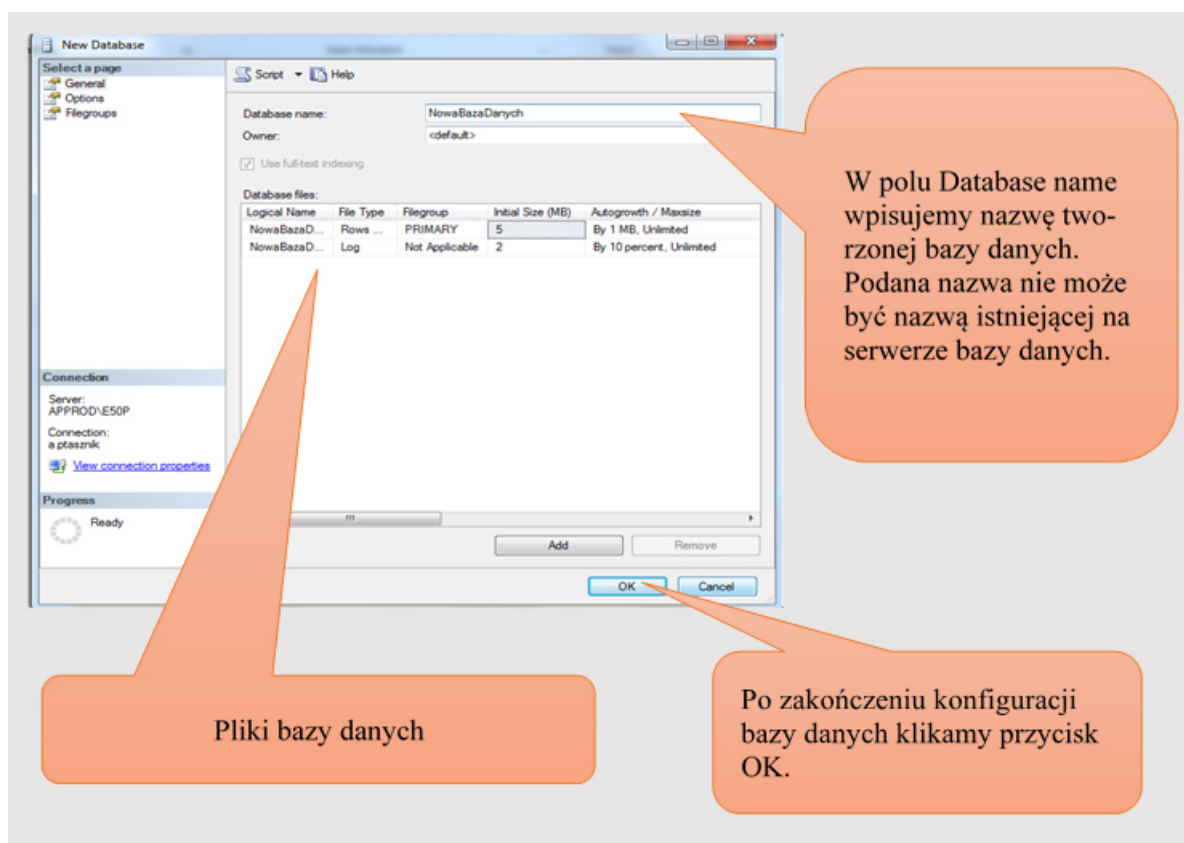 New Database
Select a page
General
Options
Filegroups
Script
Help
Database name:
NowaBazaDanych
Owner:
<default>
Use full-text indexing
Database files:
Logical Name File Type Filegroup Initial Size (MB) Autogrowth / Maxsize
NowaBazaD... Rows ... PRIMARY 5 By 1 MB, Unlimited
NowaBazaD... Log Not Applicable 2 By 10 percent, Unlimited
Connection
Server:
APPROD\E50P
Connection:
a.ptasznik
View connection properties
Progress
Ready
Add
Remove
OK
Cancel
W polu Database name
wpisujemy nazwę two-
rzonej bazy danych.
Podana nazwa nie może
być nazwą istniejącej na
serwerze bazy danych.
Pliki bazy danych
Po zakończeniu konfiguracji
bazy danych klikamy przycisk
OK.